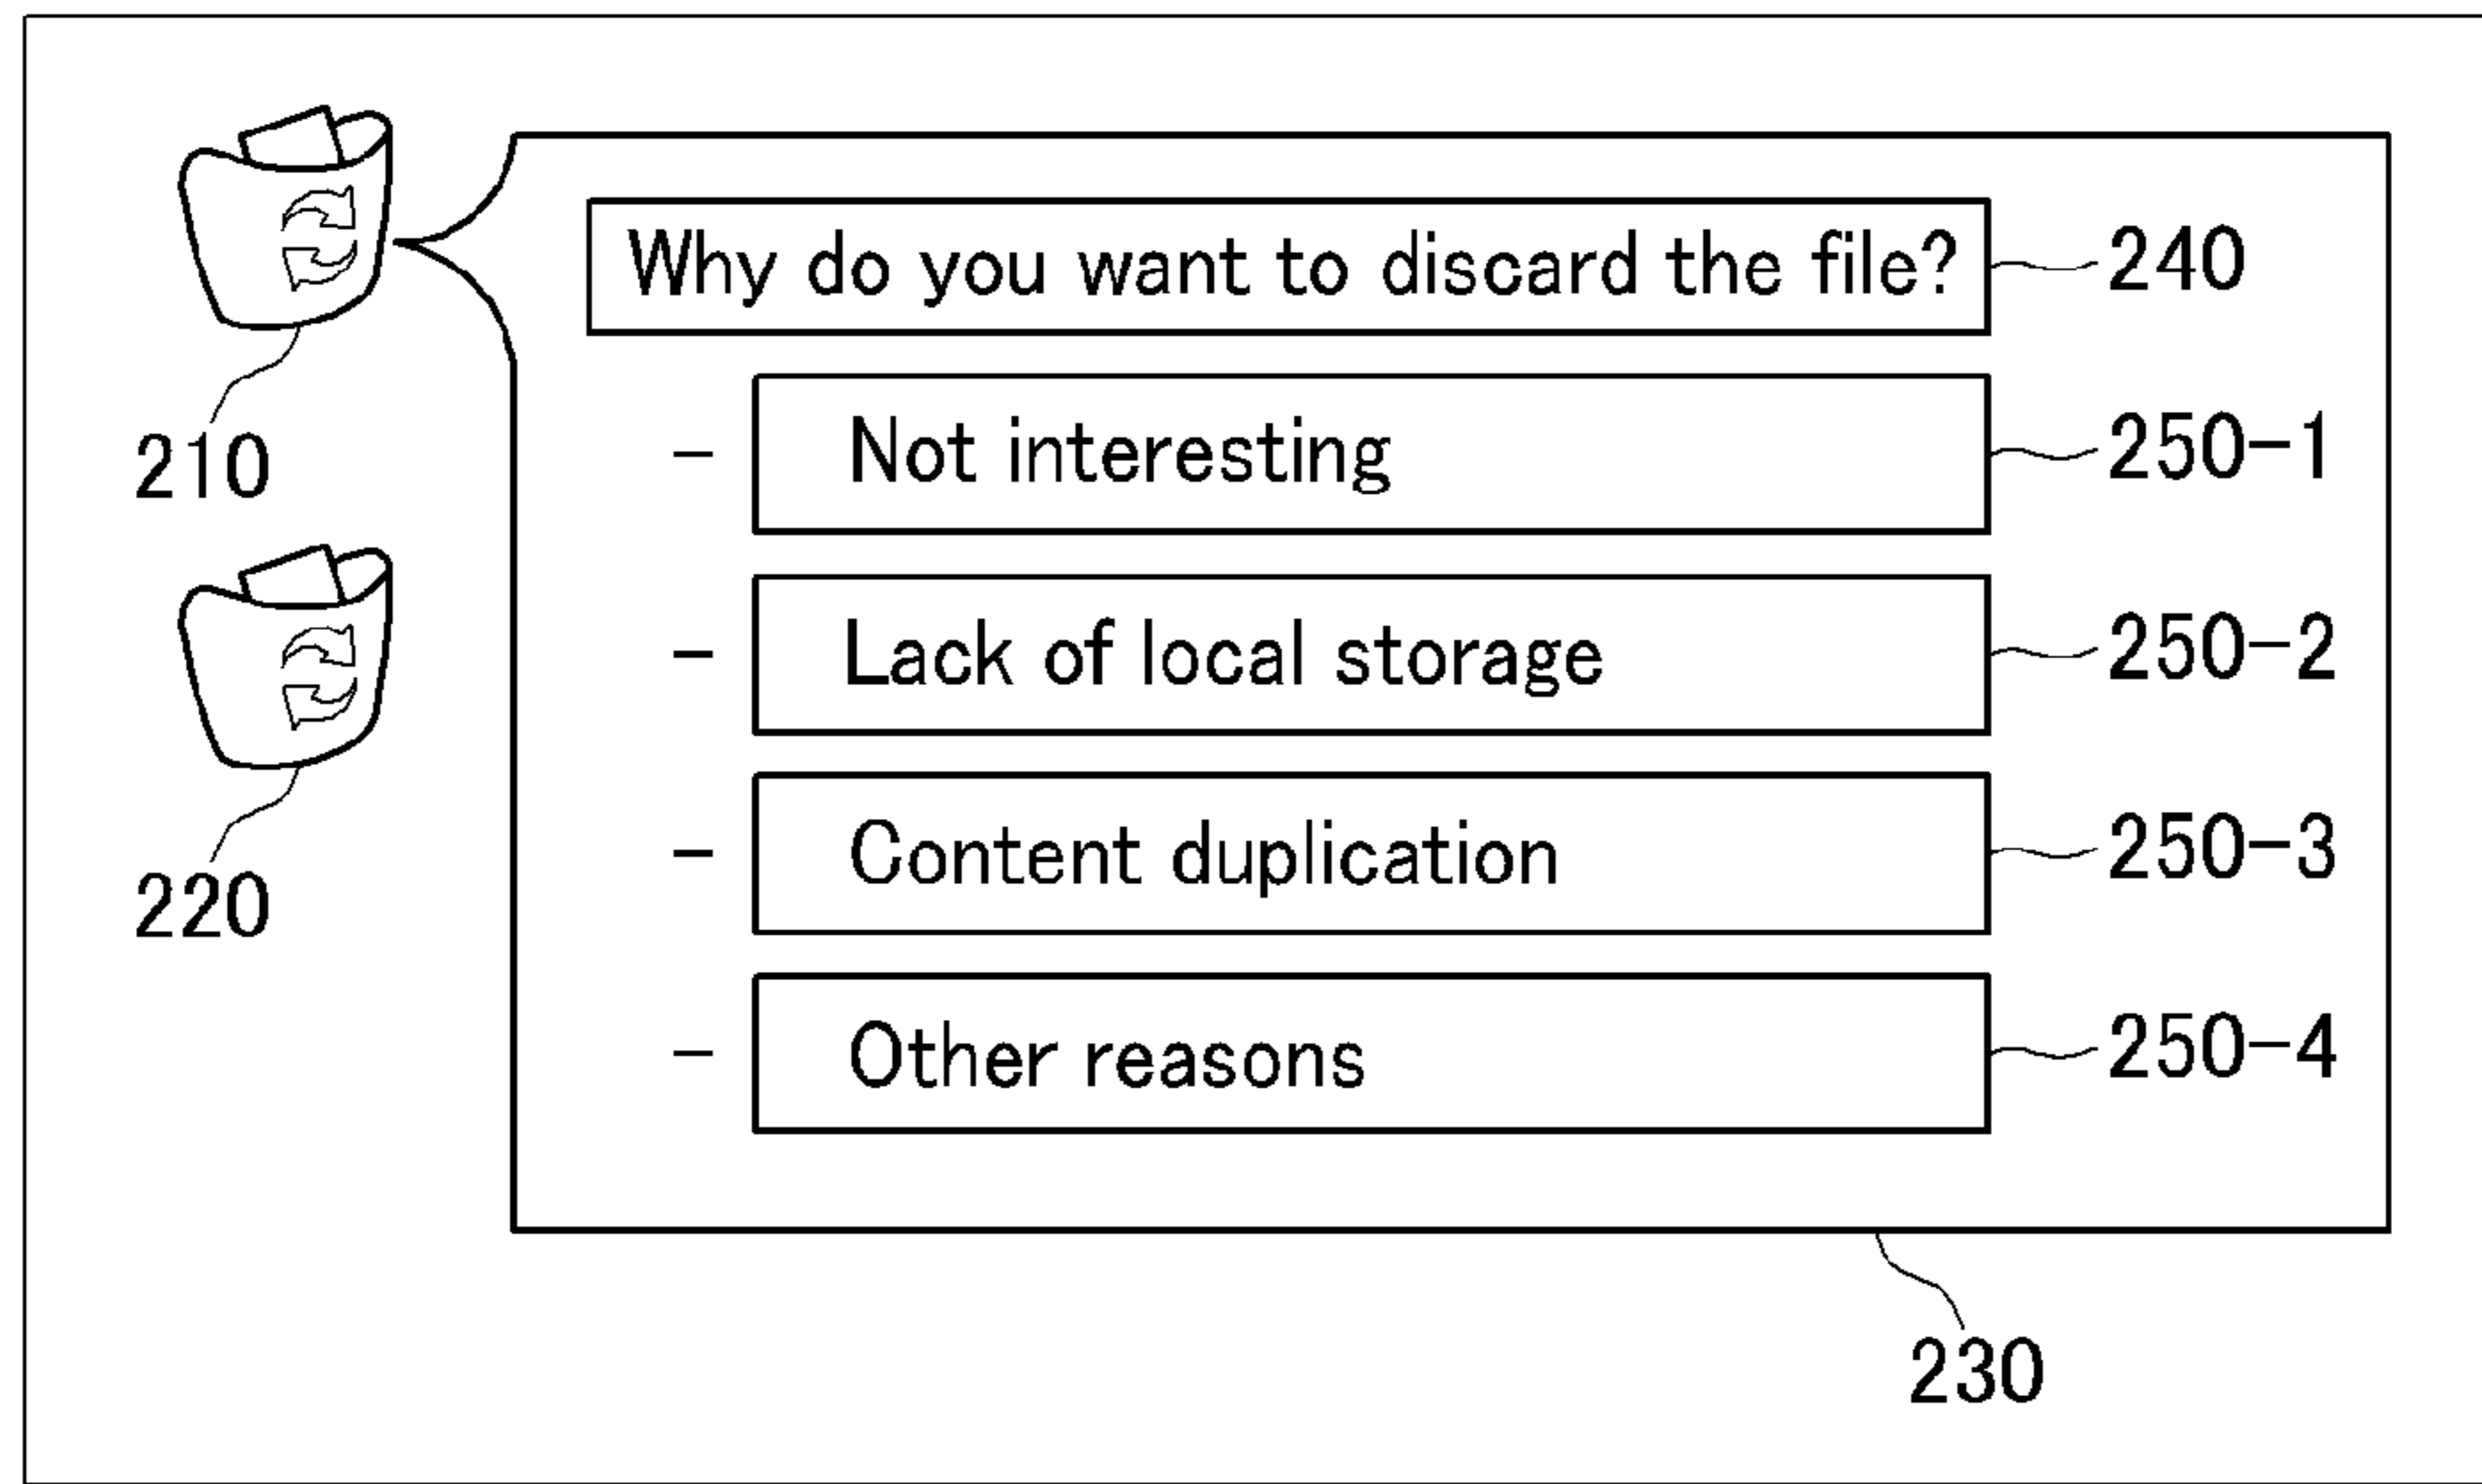 Why do you want to discard the file? 240
210
- Not interesting 250-1
- Lack of local storage 250-2
- Content duplication 250-3
220
- Other reasons 250-4
230